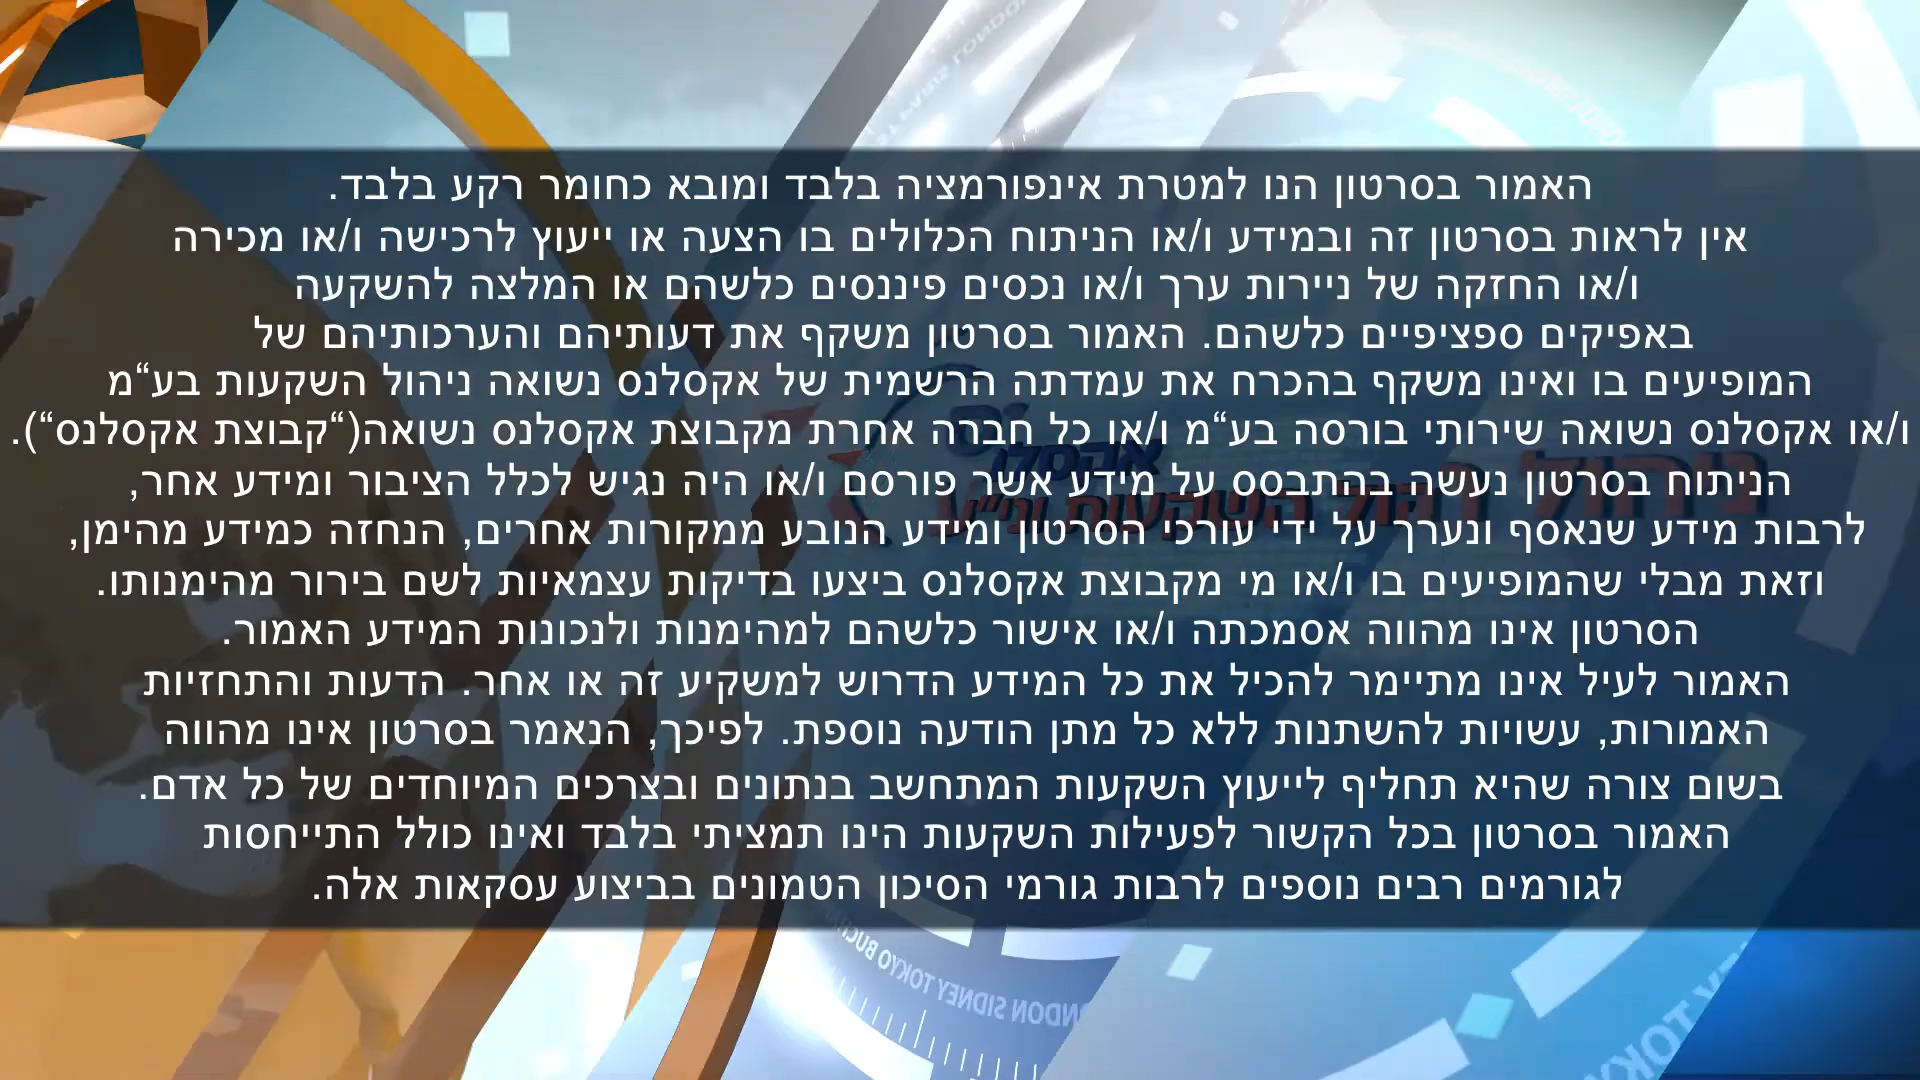 האמור בסרטון הנו למטרת אינפורמציה בלבד ומובא כחומר רקע בלבד.
אין לראות בסרטון זה ובמידע ו/או הניתוח הכלולים בו הצעה או ייעוץ לרכישה ו/או מכירה
ו/או החזקה של ניירות ערך ו/או נכסים פיננסים כלשהם או המלצה להשקעה
באפיקים ספציפיים כלשהם. האמור בסרטון משקף את דעותיהם והערכותיהם של
המופיעים בו ואינו משקף בהכרח את עמדתה הרשמית של אקסלנס נשואה ניהול השקעות בע“מ
ו/או אקסלנס נשואה שירותי בורסה בע“מ ו/או כל חברה אחרת מקבוצת אקסלנס נשואה(“קבוצת אקסלנס“).
הניתוח בסרטון נעשה בהתבסס על מידע אשר פורסם ו/או היה נגיש לכלל הציבור ומידע אחר,
לרבות מידע שנאסף ונערך על ידי עורכי הסרטון ומידע הנובע ממקורות אחרים, הנחזה כמידע מהימן,
וזאת מבלי שהמופיעים בו ו/או מי מקבוצת אקסלנס ביצעו בדיקות עצמאיות לשם בירור מהימנותו.
הסרטון אינו מהווה אסמכתה ו/או אישור כלשהם למהימנות ולנכונות המידע האמור.
האמור לעיל אינו מתיימר להכיל את כל המידע הדרוש למשקיע זה או אחר. הדעות והתחזיות
האמורות, עשויות להשתנות ללא כל מתן הודעה נוספת. לפיכך, הנאמר בסרטון אינו מהווה
בשום צורה שהיא תחליף לייעוץ השקעות המתחשב בנתונים ובצרכים המיוחדים של כל אדם.
האמור בסרטון בכל הקשור לפעילות השקעות הינו תמציתי בלבד ואינו כולל התייחסות
לגורמים רבים נוספים לרבות גורמי הסיכון הטמונים בביצוע עסקאות אלה.
LONDON SIDNEY TOKYO